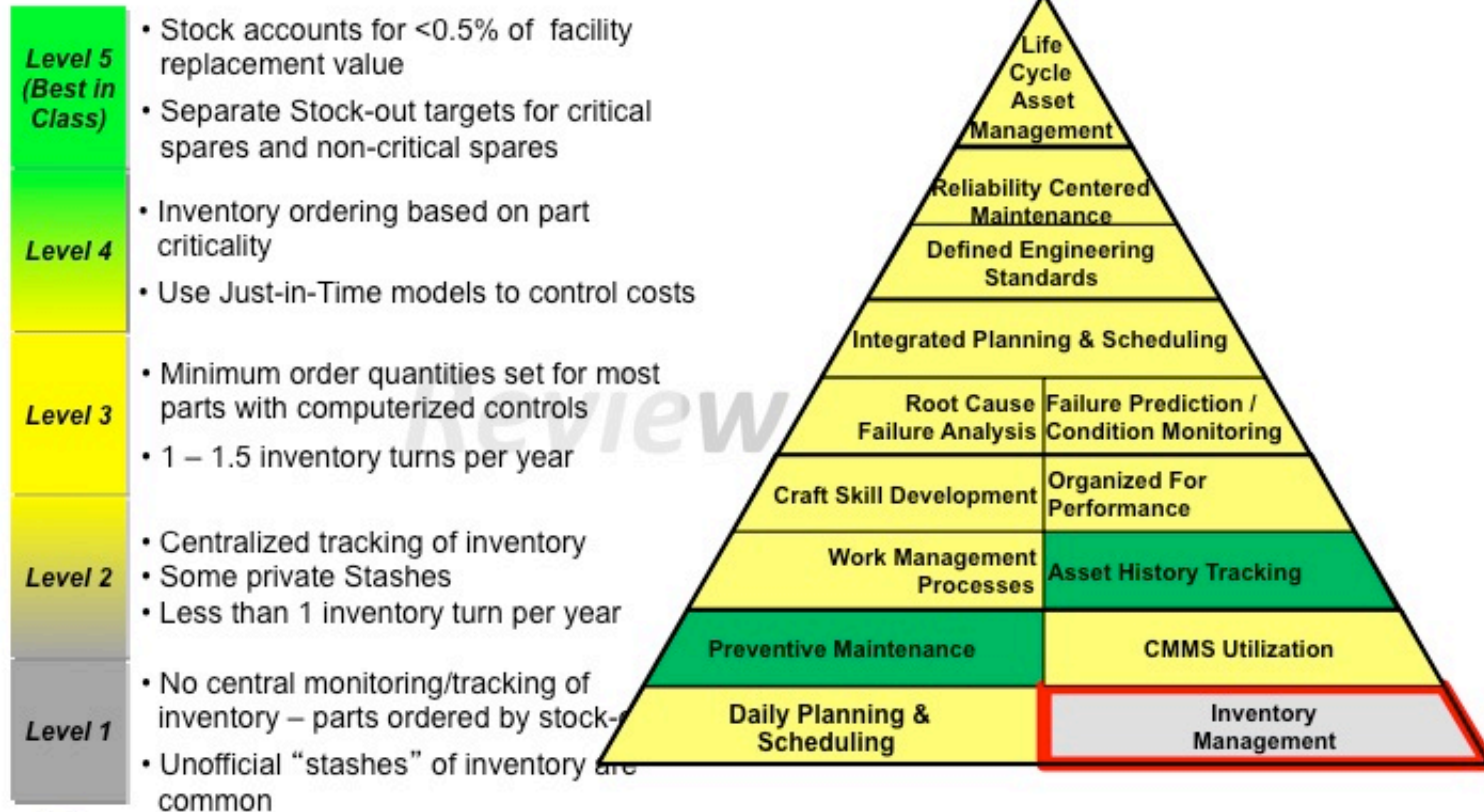 Level 5
(Best in
Class)
• Stock accounts for <0.5% of facility
replacement value
• Separate Stock-out targets for critical
spares and non-critical spares
Level 4
• Inventory ordering based on part
criticality
• Use Just-in-Time models to control costs
Level 3
• Minimum order quantities set for most
parts with computerized controls
• 1 – 1.5 inventory turns per year
Level 2
• Centralized tracking of inventory
• Some private Stashes
• Less than 1 inventory turn per year
Level 1
• No central monitoring/tracking of
inventory – parts ordered by stock-
• Unofficial “stashes” of inventory are
common
Review
Life
Cycle
Asset
Management
Reliability Centered
Maintenance
Defined Engineering
Standards
Integrated Planning & Scheduling
Root Cause
Failure Analysis
Failure Prediction /
Condition Monitoring
Craft Skill Development
Organized For
Performance
Work Management
Processes
Asset History Tracking
Preventive Maintenance
CMMS Utilization
Daily Planning &
Scheduling
Inventory
Management